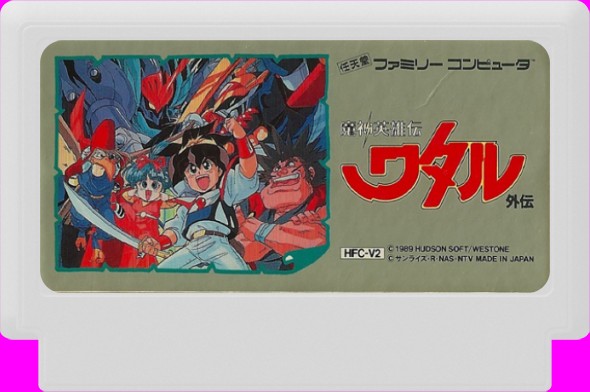 任天堂 ファミリー コンピュータ
魔神英雄伝
ワタル
外伝
HFC-V2
© 1989 HUDSON SOFT/WESTONE
© サンライズ・R・NAS・NTV MADE IN JAPAN